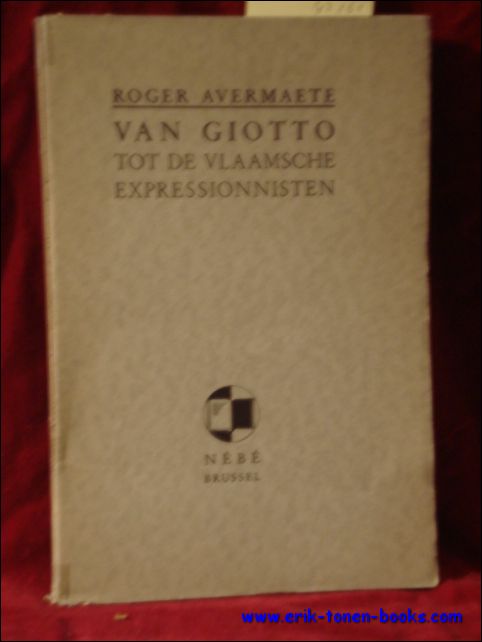 ROGER AVERMAETE
VAN GIOTTO
TOT DE VLAAMSCHE
EXPRESSIONNISTEN
NÉBÉ
BRUSSEL
www.erik-tonen-books.com